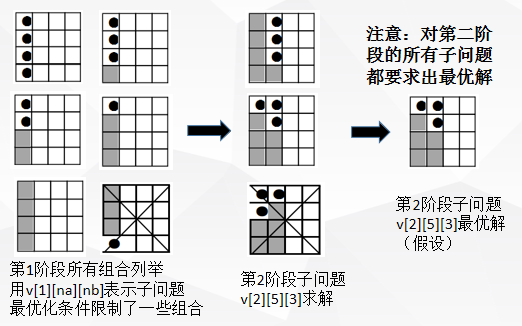 注意：对第二阶
段的所有子问题
都要求出最优解
第1阶段所有组合列举
用v[1][na][nb]表示子问题
最优化条件限制了一些组合
第2阶段子问题
v[2][5][3]求解
第2阶段子问题
v[2][5][3]最优解
（假设）